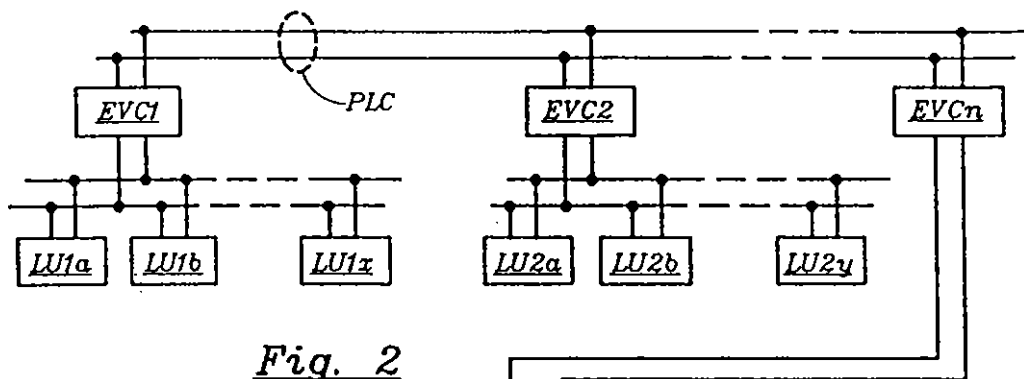 PLC
EVC1
EVC2
EVCn
LU1a
LU1b
LU1x
LU2a
LU2b
LU2y
Fig. 2